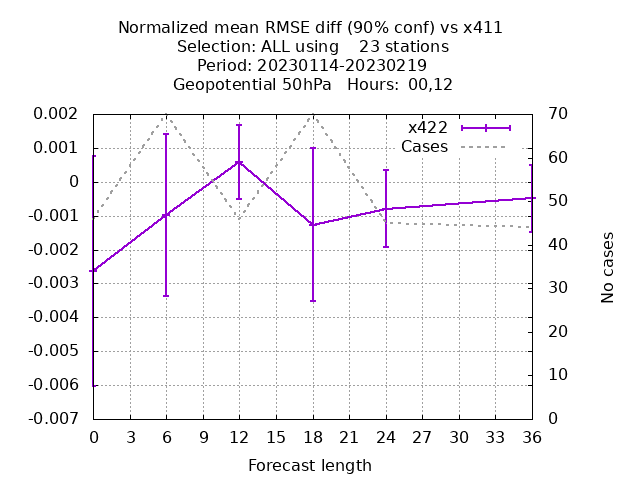 Normalized mean RMSE diff (90% conf) vs x411
Selection: ALL using    23 stations
Period: 20230114-20230219
Geopotential 50hPa   Hours:  00,12
0.002
0.001
0
-0.001
-0.002
-0.003
-0.004
-0.005
-0.006
-0.007
70
60
50
40
30
20
10
0
x422
Cases
No cases
0 3 6 9 12 15 18 21 24 27 30 33 36
Forecast length